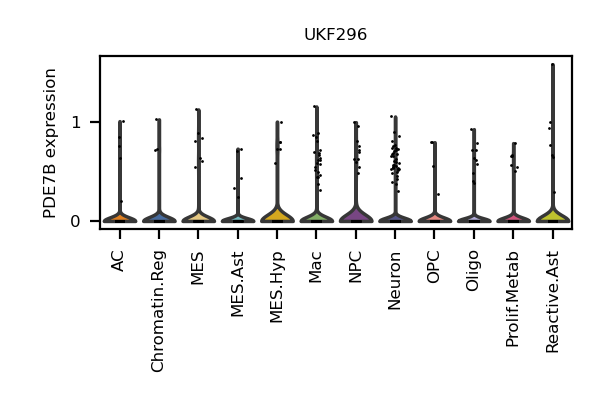 UKF296
PDE7B expression
1
0
AC
Chromatin.Reg
MES
MES.Ast
MES.Hyp
Mac
NPC
Neuron
OPC
Oligo
Prolif.Metab
Reactive.Ast